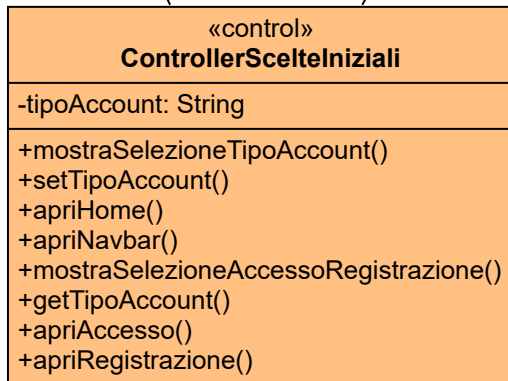 «control»
ControllerScelteIniziali
-tipoAccount: String
+mostraSelezioneTipoAccount()
+setTipoAccount()
+apriHome()
+apriNavbar()
+mostraSelezioneAccessoRegistrazione()
+getTipoAccount()
+apriAccesso()
+apriRegistrazione()